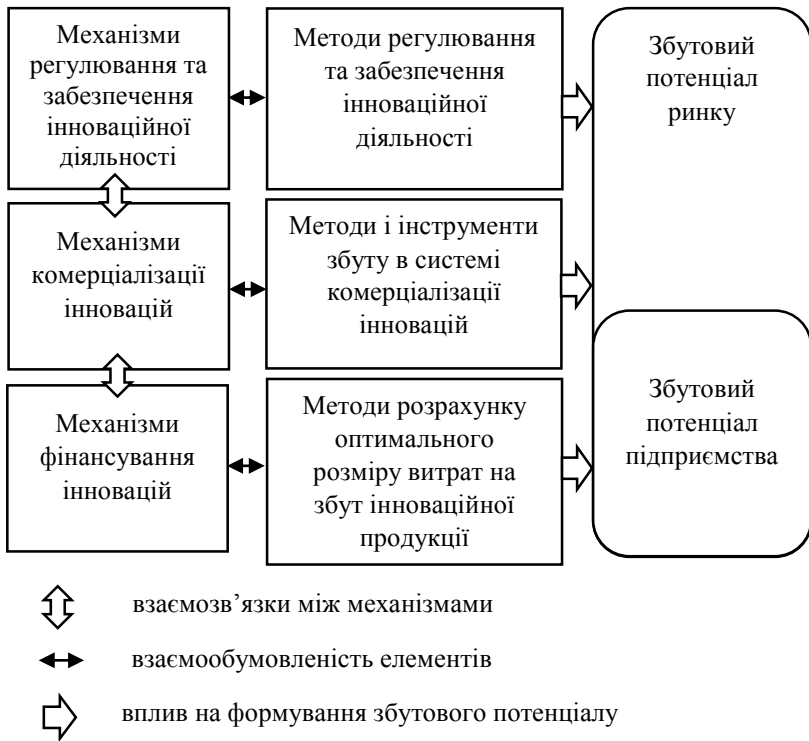 Механізми
регулювання та
забезпечення
інноваційної
діяльності
Методи регулювання
та забезпечення
інноваційної
діяльності
Збутовий
потенціал
ринку
Механізми
комерціалізації
інновацій
Методи і інструменти
збуту в системі
комерціалізації
інновацій
Механізми
фінансування
інновацій
Методи розрахунку
оптимального
розміру витрат на
збут інноваційної
продукції
Збутовий
потенціал
підприємства
взаємозв’язки між механізмами
взаємообумовленість елементів
вплив на формування збутового потенціалу